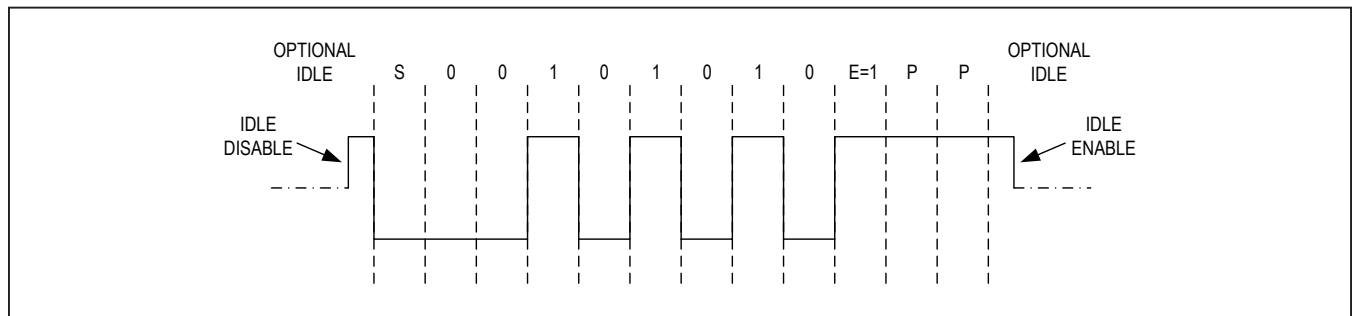 OPTIONAL
IDLE
S 0 0 1 0 1 0 1 0 E=1 P P
OPTIONAL
IDLE
IDLE
DISABLE
IDLE
ENABLE